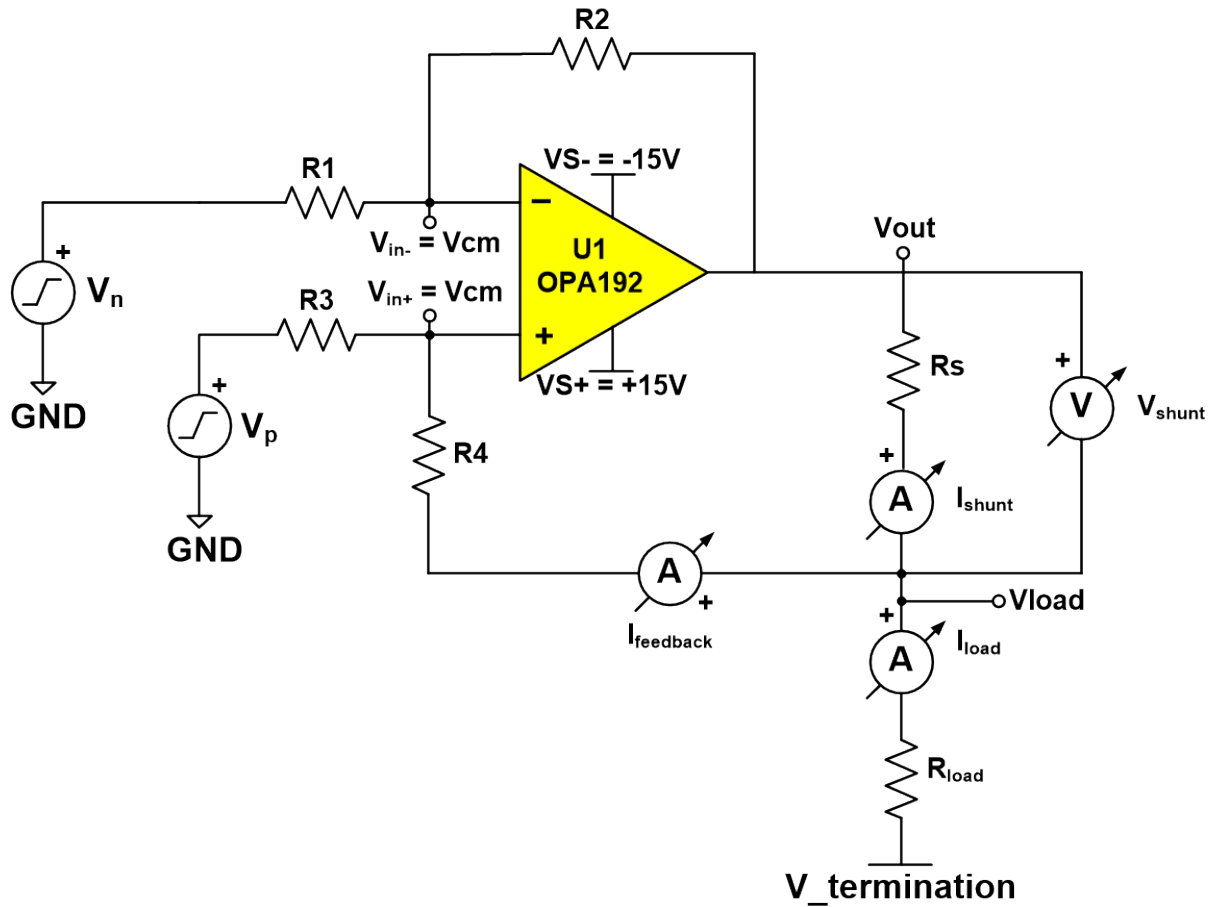 R2
VS- = -15V
R1
Vin- = Vcm
−
U1
OPA192
Vout
+
Vn
GND
R3
Vin+ = Vcm
+
VS+ = +15V
+
Vp
GND
R4
Rs
+
V
Vshunt
+
A
Ishunt
A
+
Ifeedback
Vload
+
A
Iload
Rload
V_termination